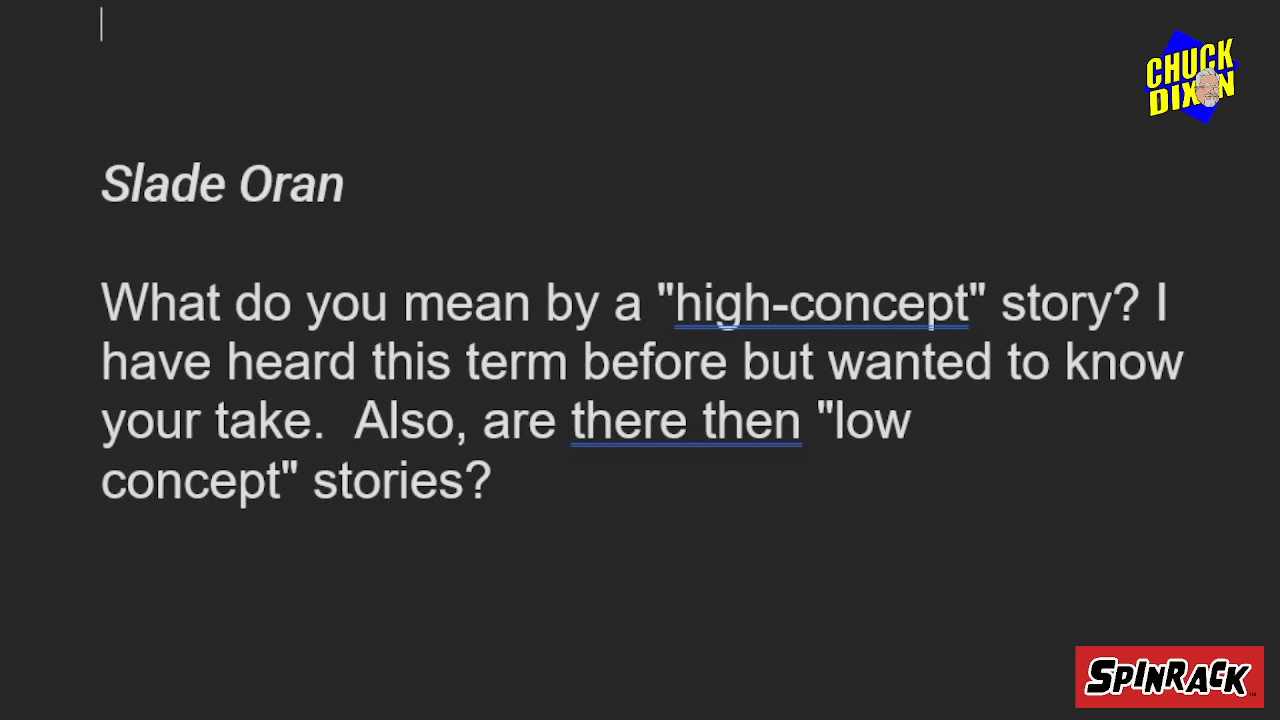 CHUCK
DIXON
Slade Oran
What do you mean by a "high-concept" story? I
have heard this term before but wanted to know
your take.  Also, are there then "low
concept" stories?
SPINRACK